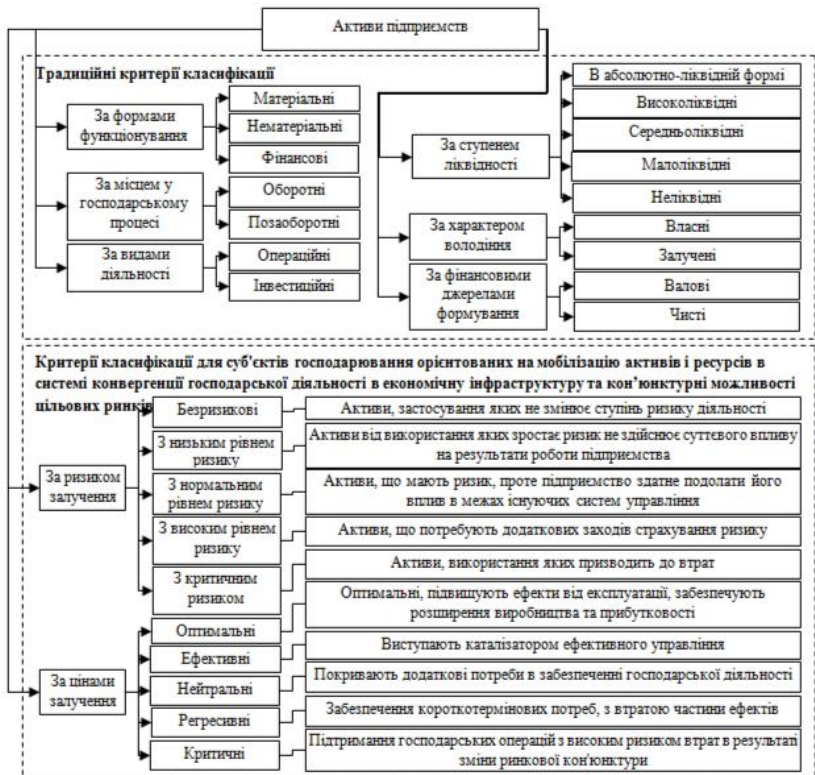 Активи підприємств
Традиційні критерії класифікації
За формами
функціонування
Матеріальні
Нематеріальні
Фінансові
За місцем у
господарському
процесі
Оборотні
Позаоборотні
За видами
діяльності
Операційні
Інвестиційні
За ступенем
ліквідності
В абсолютно-ліквідній формі
Високоліквідні
Середньоліквідні
Малоліквідні
Неліквідні
За характером
володіння
Власні
Залучені
За фінансовими
джерелами
формування
Валові
Чисті
Критерії класифікації для суб'єктів господарювання орієнтованих на мобілізацію активів і ресурсів в
системі конвергенції господарської діяльності в економічну інфраструктуру та кон’юнктурні можливості
цільових ринків
За ризиком
залучення
Безризикові
Активи, застосування яких не змінює ступінь ризику діяльності
З низьким рівнем
ризику
Активи від використання яких зростає ризик не здійснює суттєвого впливу
на результати роботи підприємства
З нормальним
рівнем ризику
Активи, що мають ризик, проте підприємство здатне подолати його
вплив в межах існуючих систем управління
З високим рівнем
ризику
Активи, що потребують додаткових заходів страхування ризику
З критичним
ризиком
Активи, використання яких призводить до втрат
За цінами
залучення
Оптимальні
Оптимальні, підвищують ефекти від експлуатації, забезпечують
розширення виробництва та прибутковості
Ефективні
Виступають каталізатором ефективного управління
Нейтральні
Покривають додаткові потреби в забезпеченні господарської діяльності
Регресивні
Забезпечення короткотермінових потреб, з втратою частини ефектів
Критичні
Підтримання господарських операцій з високим ризиком втрат в результаті
зміни ринкової кон'юнктури